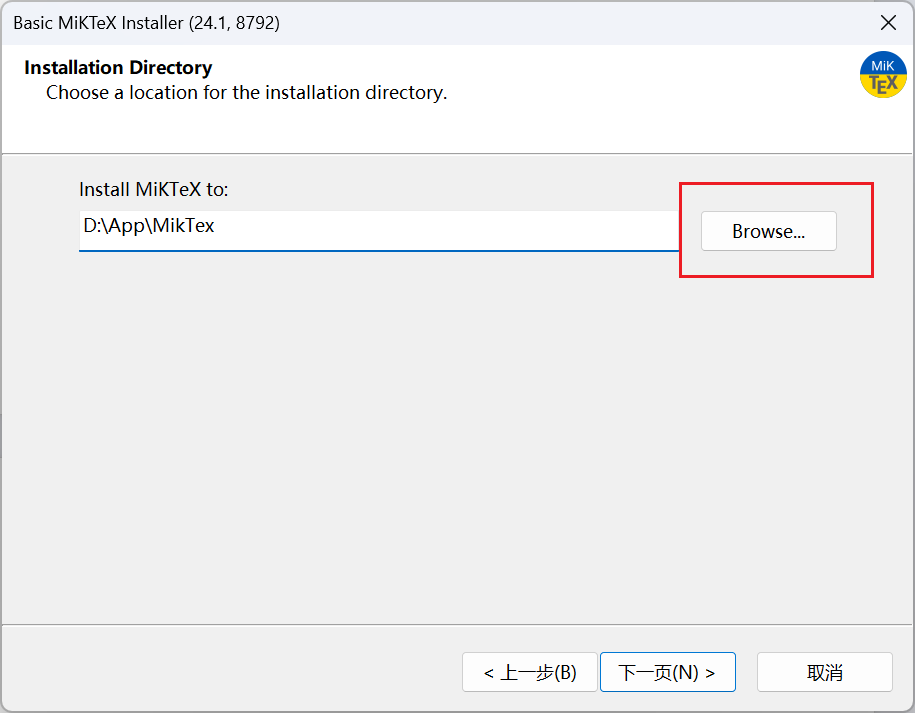 Basic MiKTeX Installer (24.1, 8792)
Installation Directory
Choose a location for the installation directory.
MiK
TEX
Install MiKTeX to:
D:\App\MikTex
Browse...
< 上一步(B)
下一页(N) >
取消